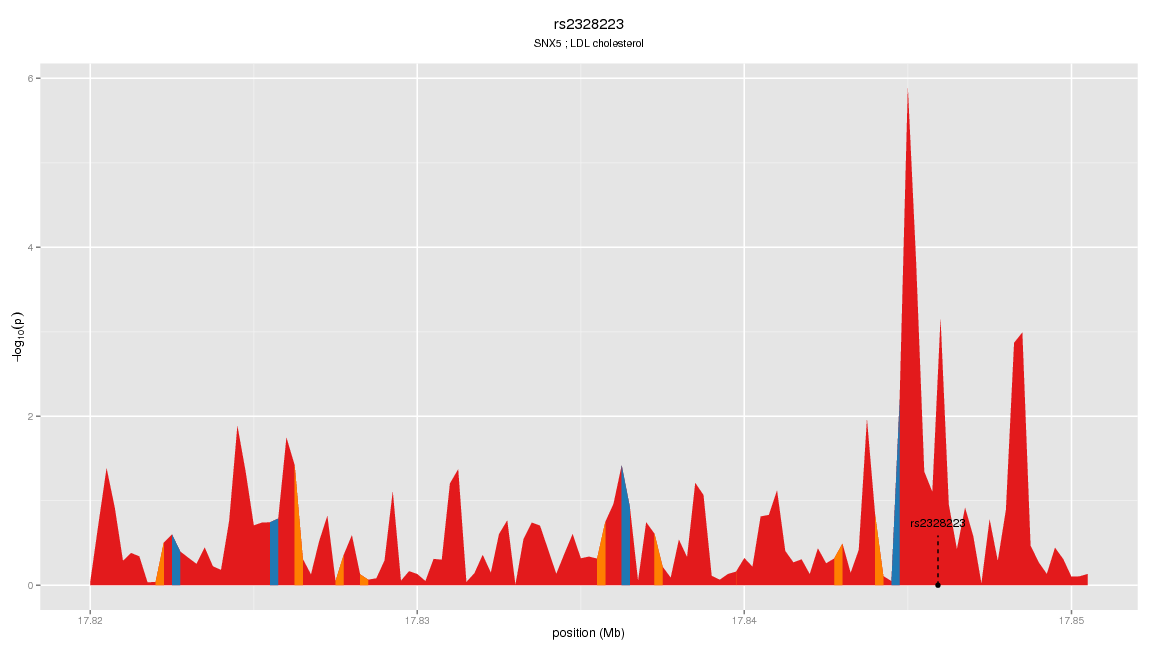 rs2328223
SNX5 ; LDL cholesterol
6
4
2
0
−log10(p)
rs2328223
17.82
17.83
17.84
17.85
position (Mb)